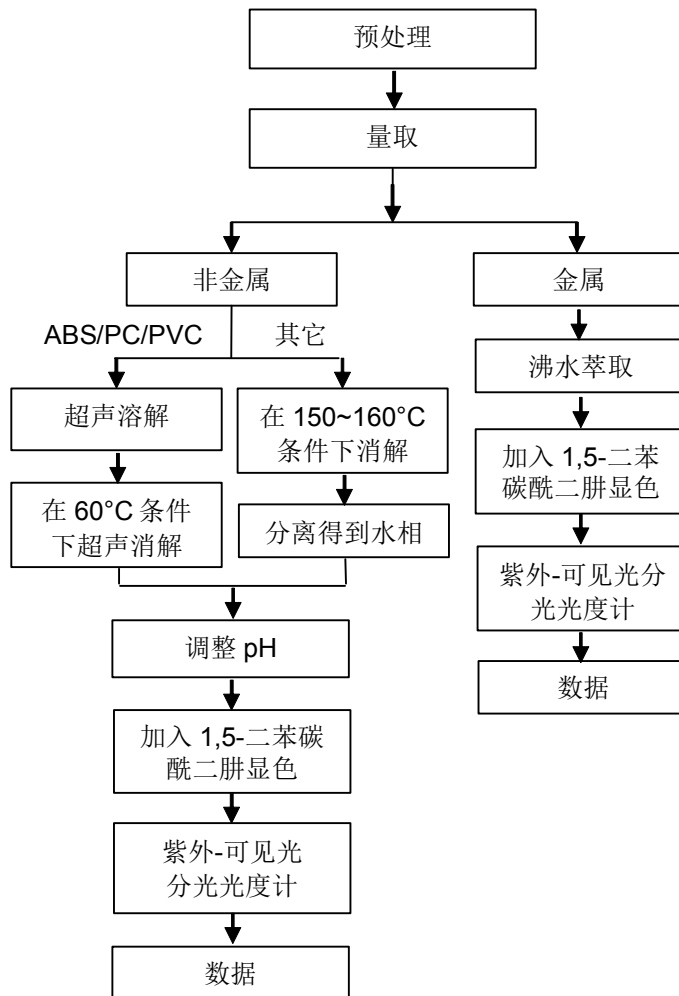 预处理
量取
非金属
金属
ABS/PC/PVC
其它
沸水萃取
超声溶解
在 150~160°C
条件下消解
加入 1,5-二苯
碳酰二肼显色
在 60°C 条件
下超声消解
分离得到水相
紫外-可见光分
光光度计
调整 pH
数据
加入 1,5-二苯碳
酰二肼显色
紫外-可见光
分光光度计
数据